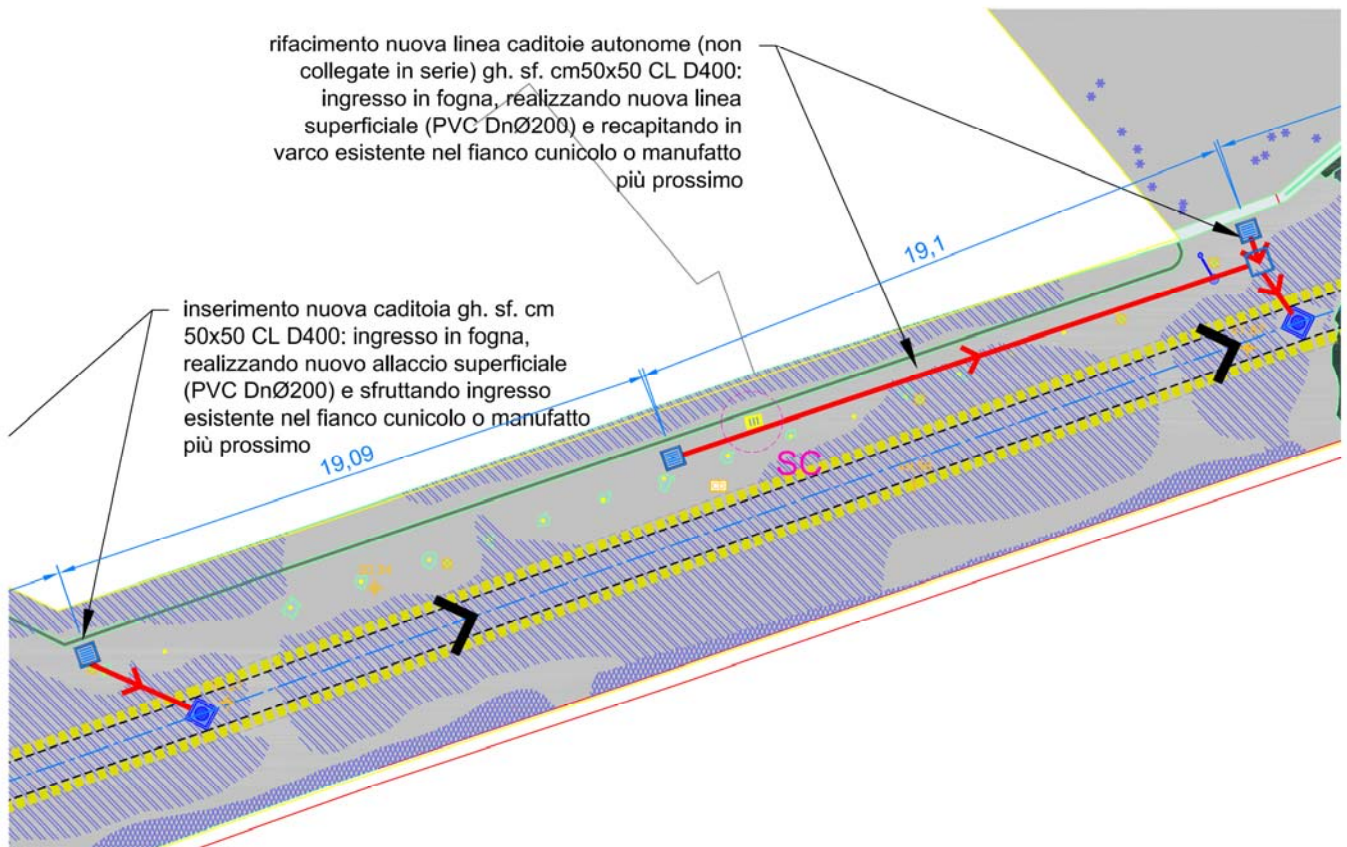 rifacimento nuova linea caditoie autonome (non
collegate in serie) gh. sf. cm50x50 CL D400:
ingresso in fogna, realizzando nuova linea
superficiale (PVC DnØ200) e recapitando in
varco esistente nel fianco cunicolo o manufatto
più prossimo
19,1
inserimento nuova caditoia gh. sf. cm
50x50 CL D400: ingresso in fogna,
realizzando nuovo allaccio superficiale
(PVC DnØ200) e sfruttando ingresso
esistente nel fianco cunicolo o manufatto
più prossimo
19,09
SC